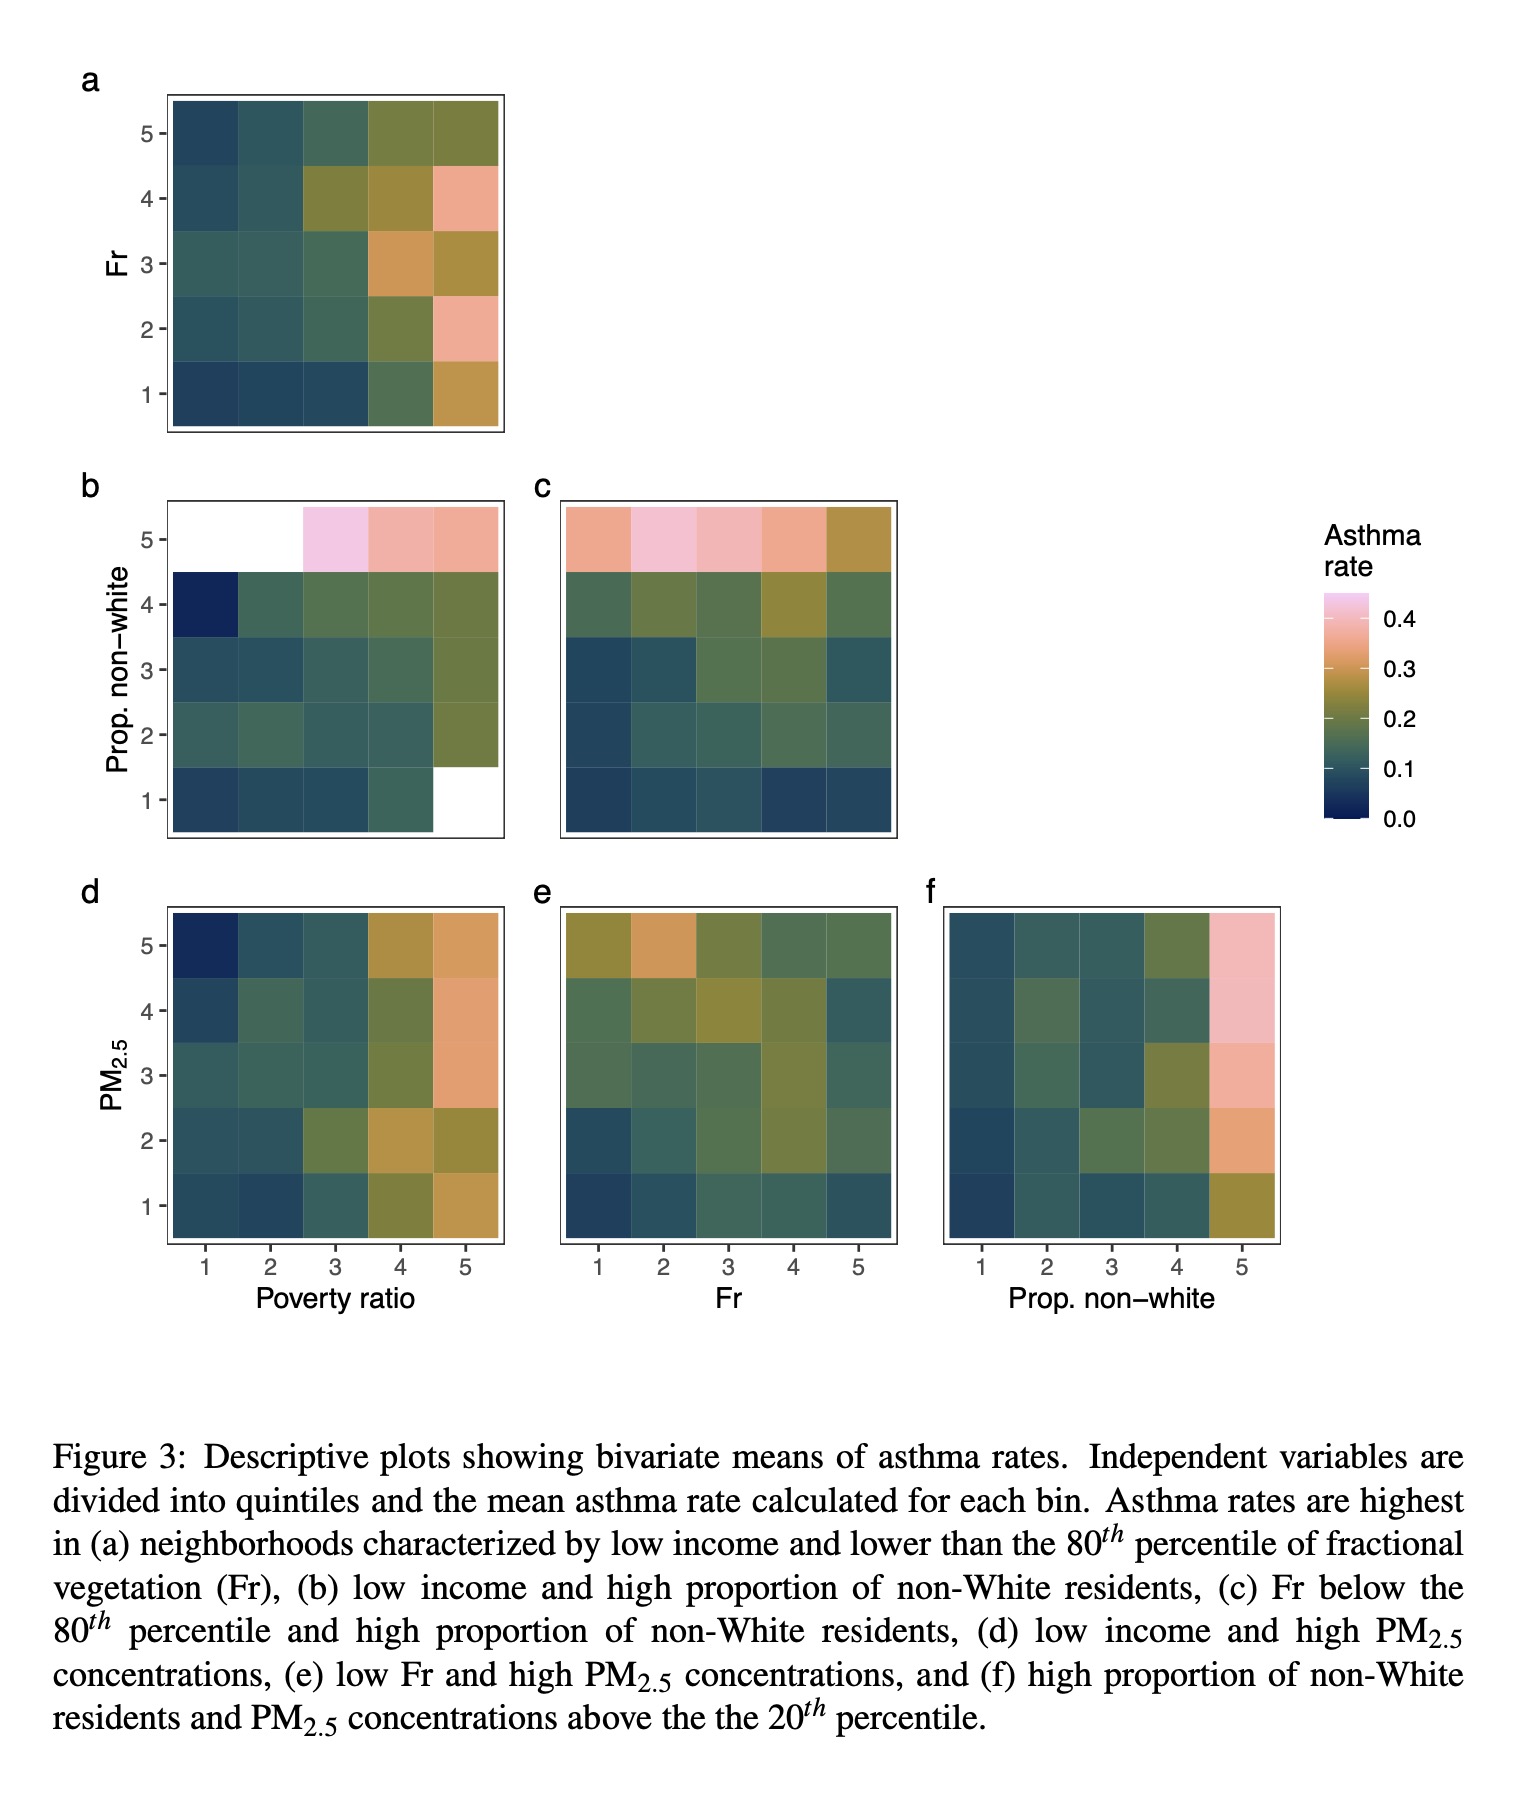 a
5
4
3
2
1
Fr
b
c
5
4
3
2
1
Prop. non−white
Asthma
rate
0.4
0.3
0.2
0.1
0.0
d
e
f
5
4
3
2
1
PM2.5
1 2 3 4 5
1 2 3 4 5
1 2 3 4 5
Poverty ratio
Fr
Prop. non−white
Figure 3: Descriptive plots showing bivariate means of asthma rates. Independent variables are
divided into quintiles and the mean asthma rate calculated for each bin. Asthma rates are highest
in (a) neighborhoods characterized by low income and lower than the 80th percentile of fractional
vegetation (Fr), (b) low income and high proportion of non-White residents, (c) Fr below the
80th percentile and high proportion of non-White residents, (d) low income and high PM2.5
concentrations, (e) low Fr and high PM2.5 concentrations, and (f) high proportion of non-White
residents and PM2.5 concentrations above the the 20th percentile.